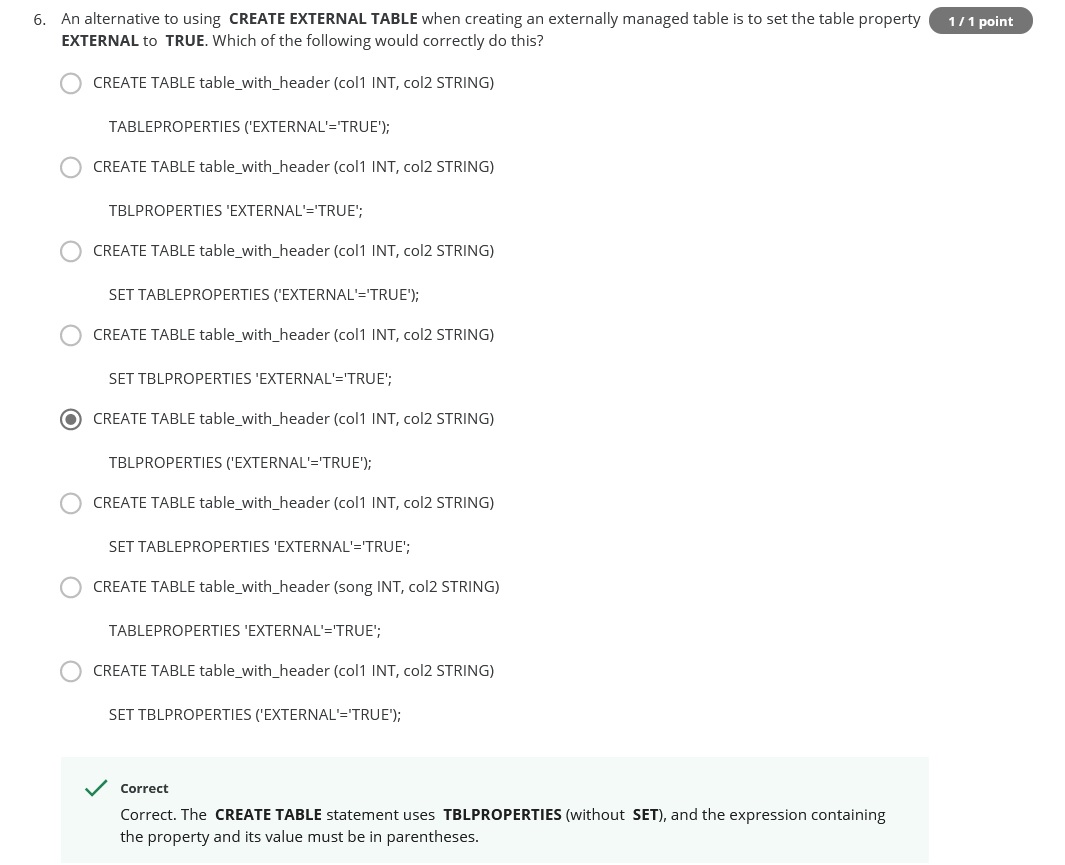 6. An alternative to using CREATE EXTERNAL TABLE when creating an externally managed table is to set the table property 1 / 1 point
EXTERNAL to TRUE. Which of the following would correctly do this?
CREATE TABLE table_with_header (col1 INT, col2 STRING)
TABLEPROPERTIES ('EXTERNAL'='TRUE');
CREATE TABLE table_with_header (col1 INT, col2 STRING)
TBLPROPERTIES 'EXTERNAL'='TRUE';
CREATE TABLE table_with_header (col1 INT, col2 STRING)
SET TABLEPROPERTIES ('EXTERNAL'='TRUE');
CREATE TABLE table_with_header (col1 INT, col2 STRING)
SET TBLPROPERTIES 'EXTERNAL'='TRUE';
CREATE TABLE table_with_header (col1 INT, col2 STRING)
TBLPROPERTIES ('EXTERNAL'='TRUE');
CREATE TABLE table_with_header (col1 INT, col2 STRING)
SET TABLEPROPERTIES 'EXTERNAL'='TRUE';
CREATE TABLE table_with_header (song INT, col2 STRING)
TABLEPROPERTIES 'EXTERNAL'='TRUE';
CREATE TABLE table_with_header (col1 INT, col2 STRING)
SET TBLPROPERTIES ('EXTERNAL'='TRUE');
Correct
Correct. The CREATE TABLE statement uses TBLPROPERTIES (without SET), and the expression containing
the property and its value must be in parentheses.